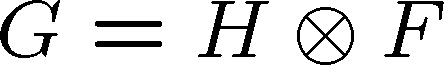 G = H ⊗ F